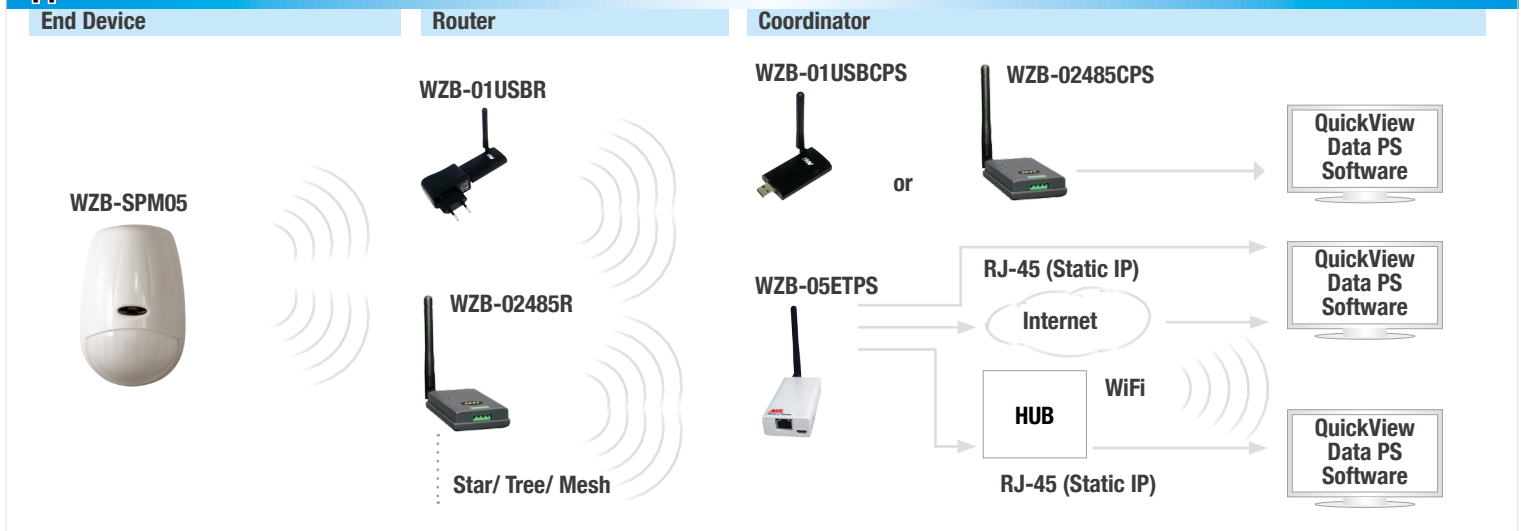 End Device
Router
Coordinator
WZB-SPM05
WZB-01USBR
WZB-02485R
Star/ Tree/ Mesh
WZB-01USBCPS
or
WZB-02485CPS
QuickView
Data PS
Software
WZB-05ETPS
RJ-45 (Static IP)
Internet
QuickView
Data PS
Software
HUB
WiFi
RJ-45 (Static IP)
QuickView
Data PS
Software